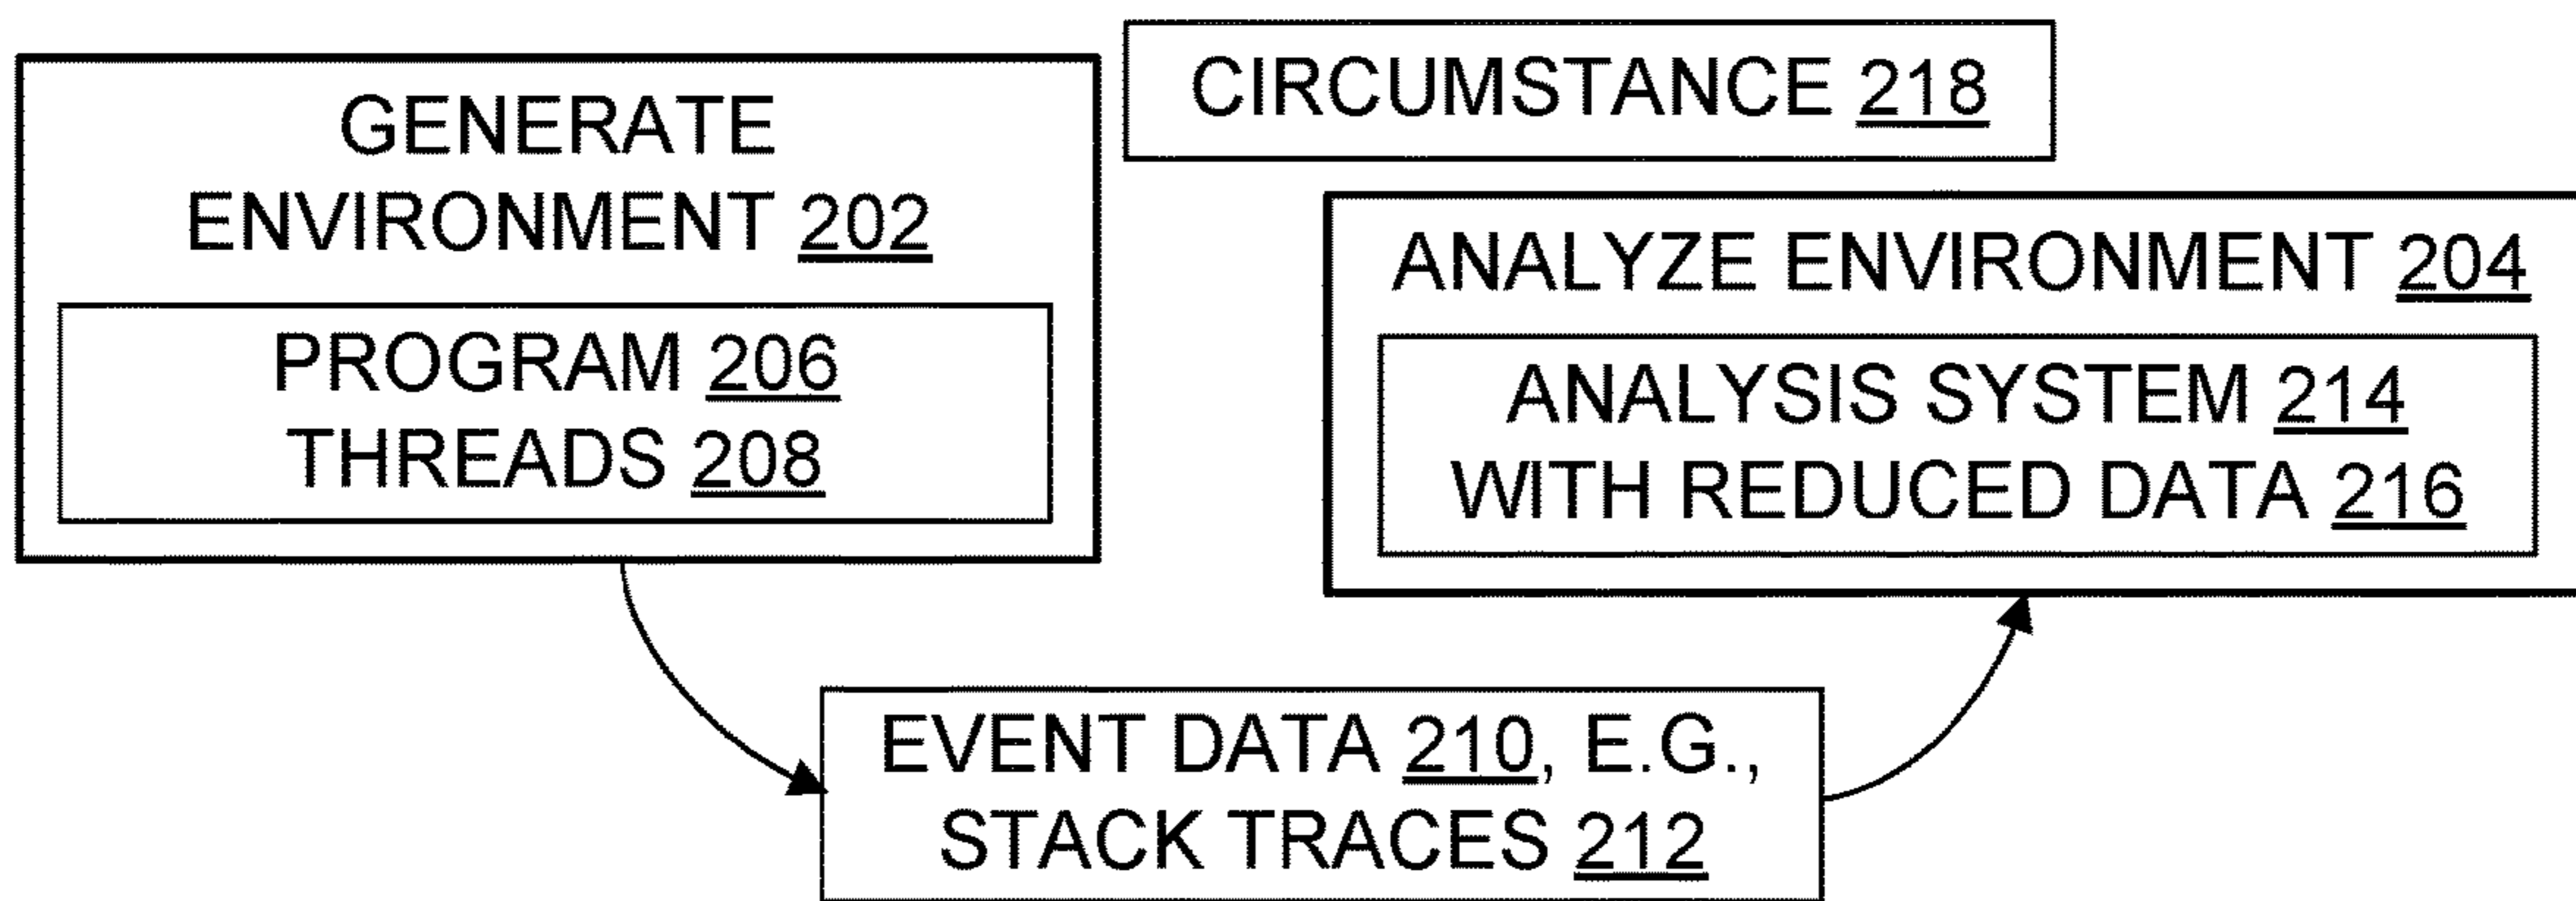 GENERATE
ENVIRONMENT 202
PROGRAM 206
THREADS 208
CIRCUMSTANCE 218
ANALYZE ENVIRONMENT 204
ANALYSIS SYSTEM 214
WITH REDUCED DATA 216
EVENT DATA 210, E.G.,
STACK TRACES 212